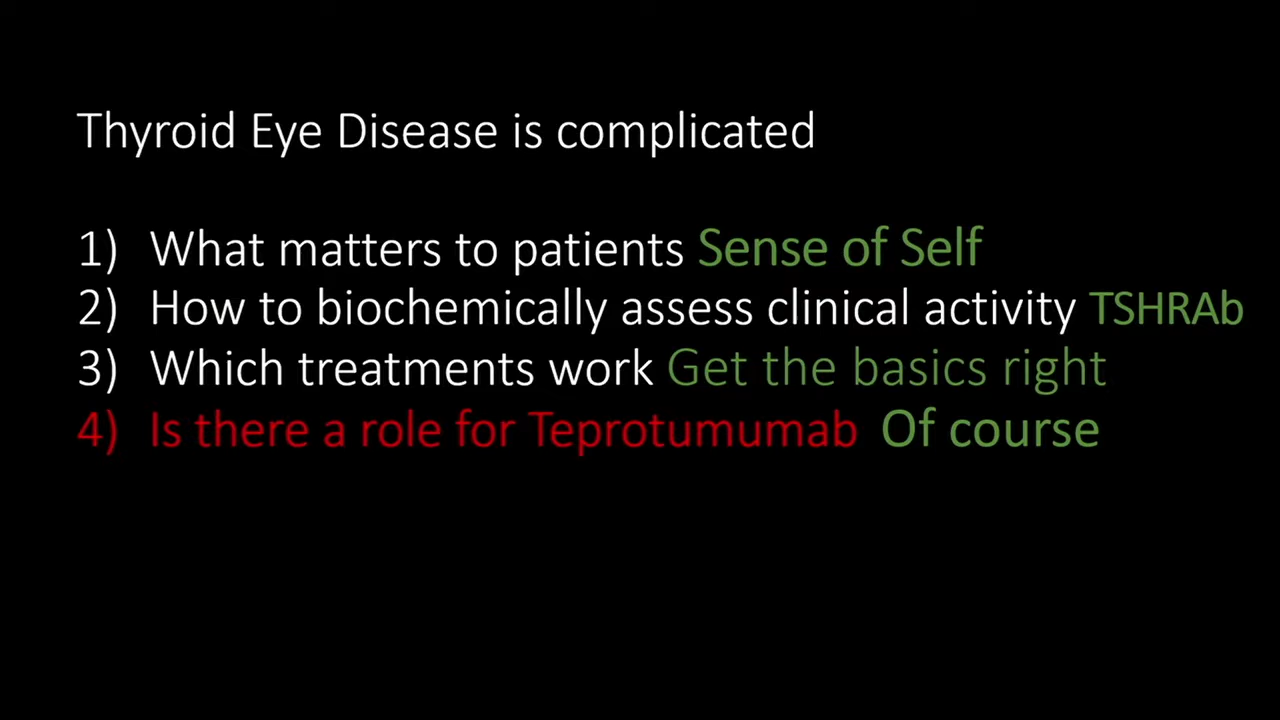 Thyroid Eye Disease is complicated
1) What matters to patients Sense of Self
2) How to biochemically assess clinical activity TSHRAb
3) Which treatments work Get the basics right
4) Is there a role for Teprotumumab Of course